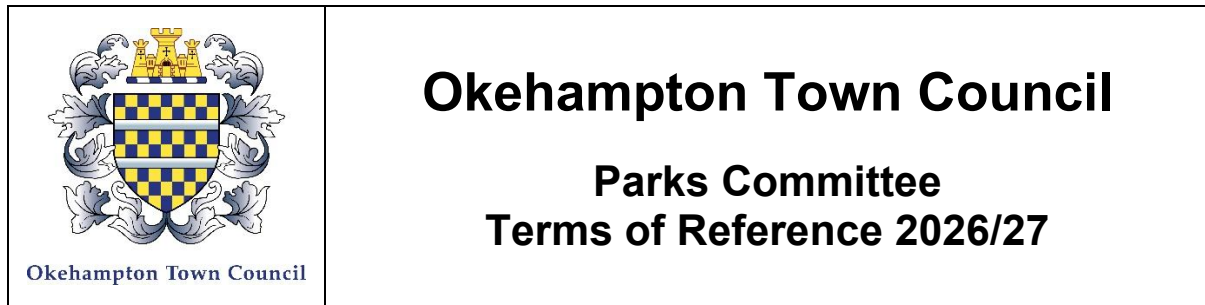 Okehampton Town Council
Okehampton Town Council
Parks Committee
Terms of Reference 2026/27